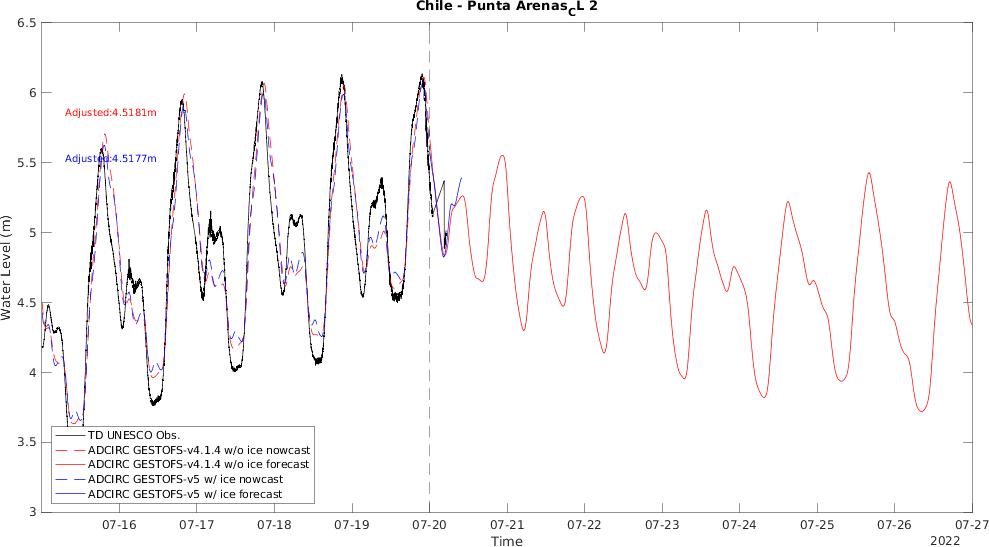 Chile - Punta Arenas_CL 2
6.5
6
5.5
5
4.5
4
3.5
3
Water Level (m)
Adjusted:4.5181m
Adjusted:4.5177m
TD UNESCO Obs.
ADCIRC GESTOFS-v4.1.4 w/o ice nowcast
ADCIRC GESTOFS-v4.1.4 w/o ice forecast
ADCIRC GESTOFS-v5 w/ ice nowcast
ADCIRC GESTOFS-v5 w/ ice forecast
07-16 07-17 07-18 07-19 07-20 07-21 07-22 07-23 07-24 07-25 07-26 07-27
Time
2022